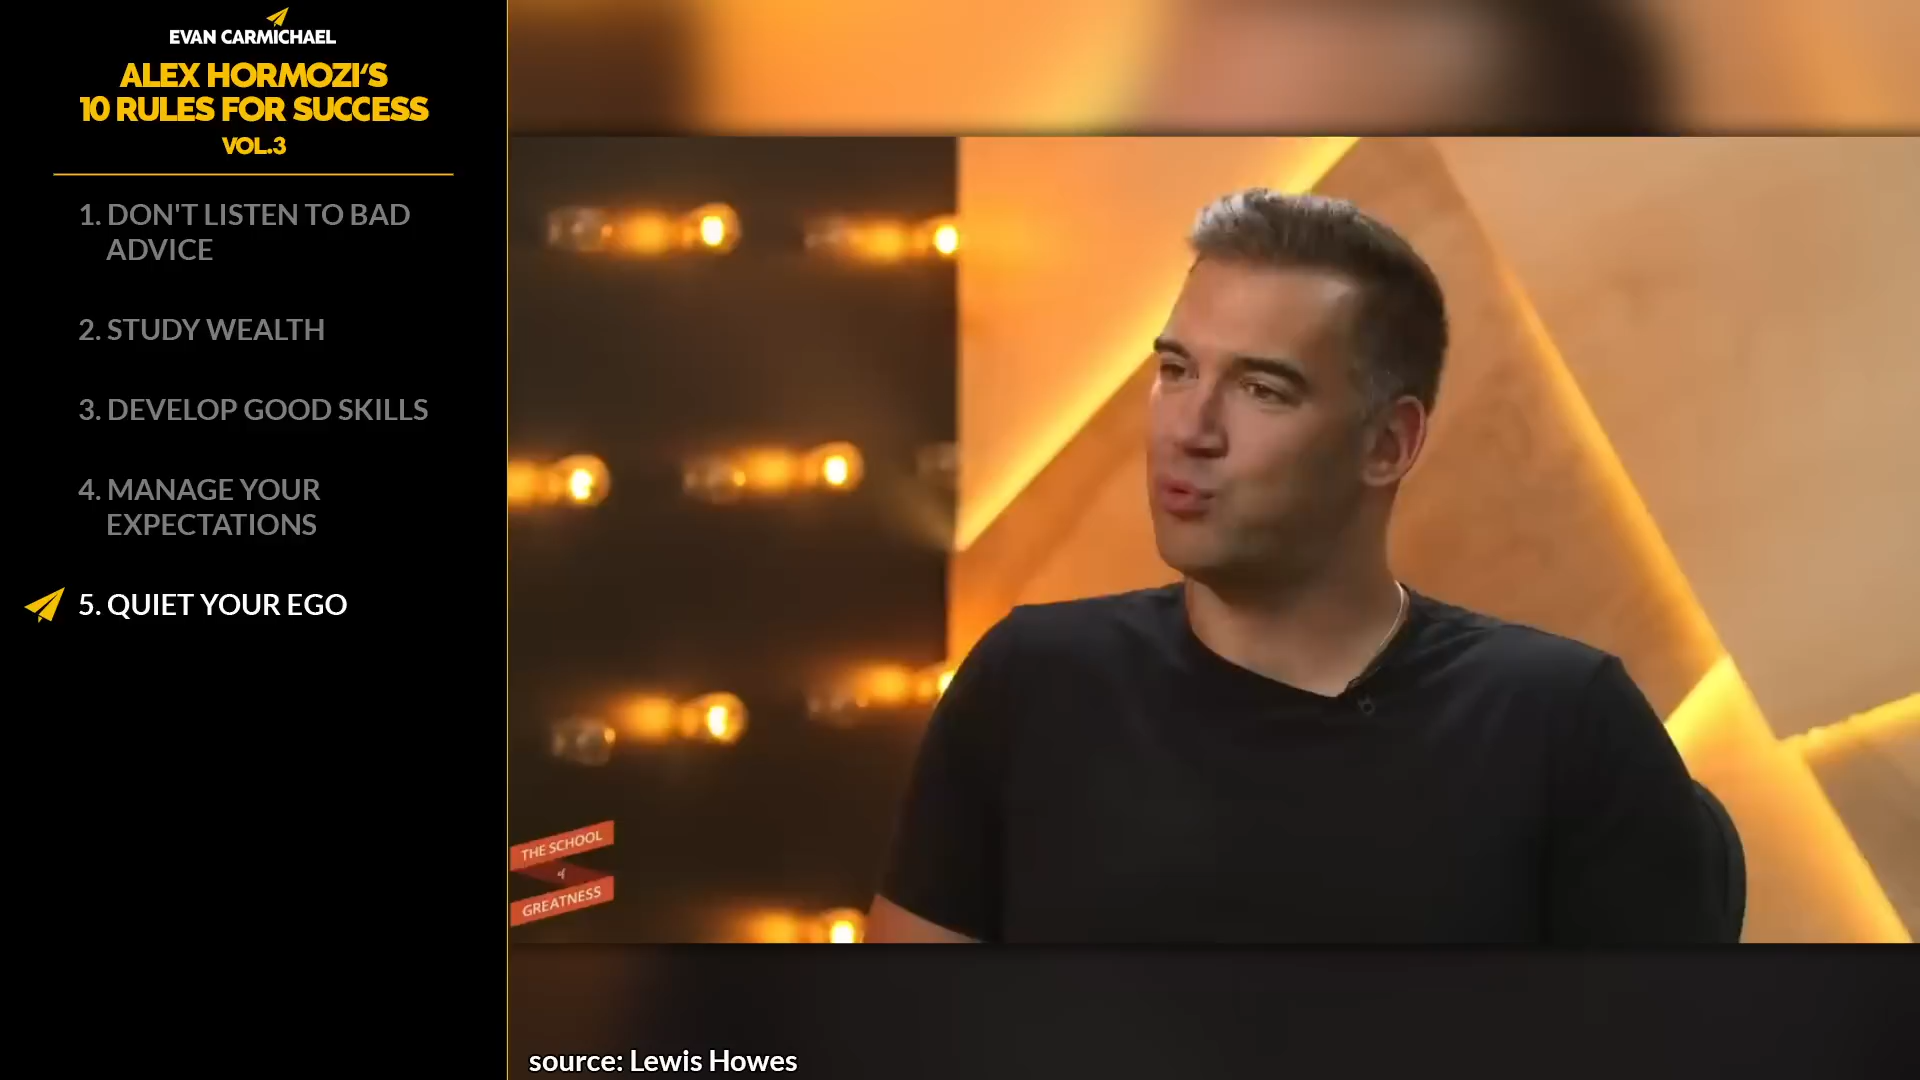 EVAN CARMICHAEL
ALEX HORMOZI'S
10 RULES FOR SUCCESS
VOL.3
1. DON'T LISTEN TO BAD
ADVICE
2. STUDY WEALTH
3. DEVELOP GOOD SKILLS
4. MANAGE YOUR
EXPECTATIONS
5. QUIET YOUR EGO
THE SCHOOL
of
GREATNESS
source: Lewis Howes